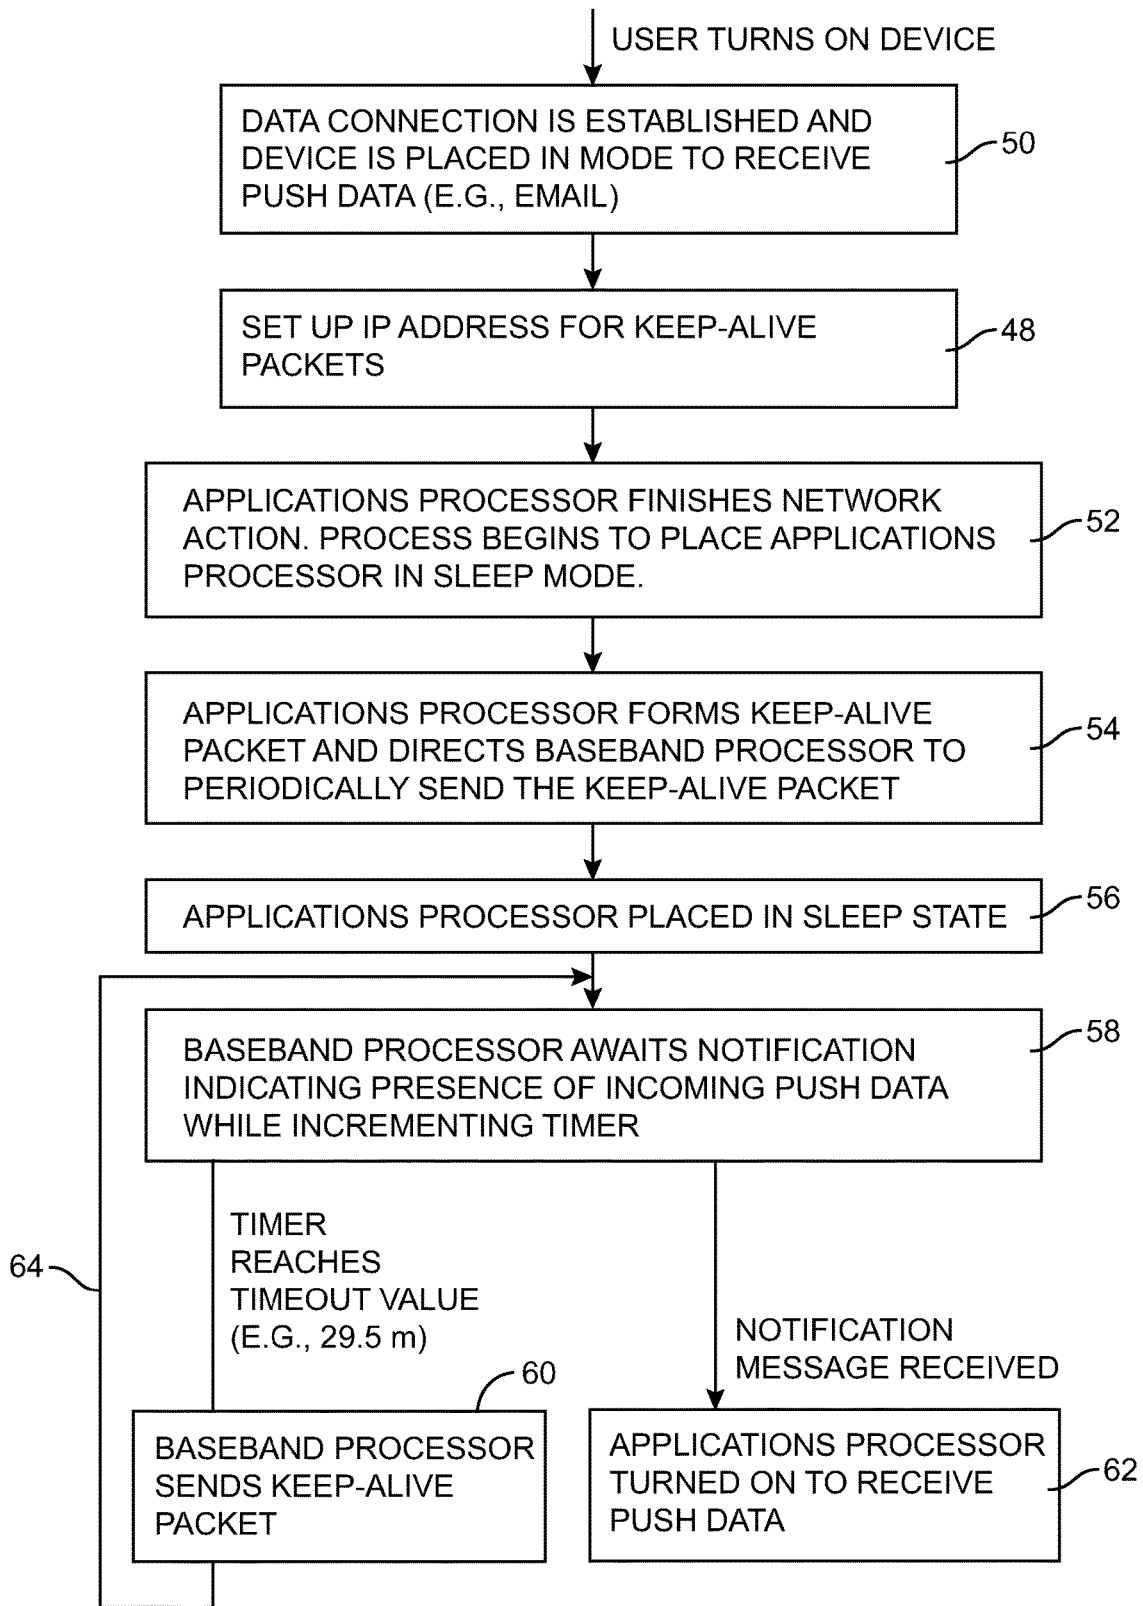 USER TURNS ON DEVICE
DATA CONNECTION IS ESTABLISHED AND
DEVICE IS PLACED IN MODE TO RECEIVE
PUSH DATA (E.G., EMAIL)
50
SET UP IP ADDRESS FOR KEEP-ALIVE
PACKETS
48
APPLICATIONS PROCESSOR FINISHES NETWORK
ACTION. PROCESS BEGINS TO PLACE APPLICATIONS
PROCESSOR IN SLEEP MODE.
52
APPLICATIONS PROCESSOR FORMS KEEP-ALIVE
PACKET AND DIRECTS BASEBAND PROCESSOR TO
PERIODICALLY SEND THE KEEP-ALIVE PACKET
54
APPLICATIONS PROCESSOR PLACED IN SLEEP STATE
56
BASEBAND PROCESSOR AWAITS NOTIFICATION
INDICATING PRESENCE OF INCOMING PUSH DATA
WHILE INCREMENTING TIMER
58
64
TIMER
REACHES
TIMEOUT VALUE
(E.G., 29.5 m)
NOTIFICATION
MESSAGE RECEIVED
60
BASEBAND PROCESSOR
SENDS KEEP-ALIVE
PACKET
APPLICATIONS PROCESSOR
TURNED ON TO RECEIVE
PUSH DATA
62